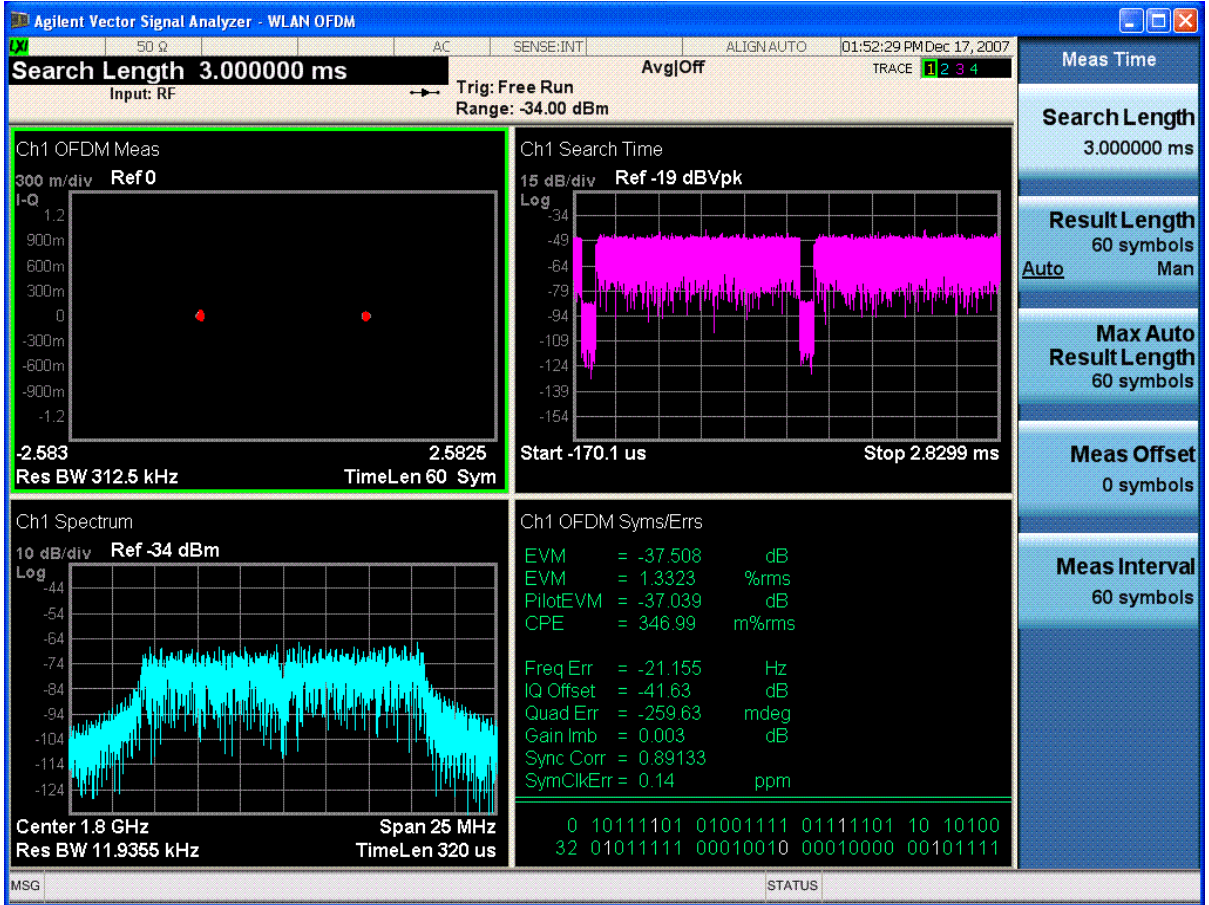 Agilent Vector Signal Analyzer - WLAN OFDM
LXI 50 Ω AC SENSE:INT ALIGN AUTO 01:52:29 PM Dec 17, 2007
Search Length 3.000000 ms
Input: RF
Trig: Free Run
Range: -34.00 dBm
Avg|Off
TRACE 1 2 3 4
Ch1 OFDM Meas
300 m/div Ref 0
I-Q
1.2
900m
600m
300m
0
-300m
-600m
-900m
-1.2
-2.583 2.5825
Res BW 312.5 kHz TimeLen 60 Sym
Ch1 Search Time
15 dB/div Ref -19 dBVpk
Log
-34
-49
-64
-79
-94
-109
-124
-139
-154
Start -170.1 us Stop 2.8299 ms
Ch1 Spectrum
10 dB/div Ref -34 dBm
Log
-44
-54
-64
-74
-84
-94
-104
-114
-124
Center 1.8 GHz Span 25 MHz
Res BW 11.9355 kHz TimeLen 320 us
Ch1 OFDM Syms/Errs
EVM = -37.508 dB
EVM = 1.3323 %rms
PilotEVM = -37.039 dB
CPE = 346.99 m%rms
Freq Err = -21.155 Hz
IQ Offset = -41.63 dB
Quad Err = -259.63 mdeg
Gain Imb = 0.003 dB
Sync Corr = 0.89133
SymClkErr = 0.14 ppm
0 10111101 01001111 01111101 10 10100
32 01011111 00010010 00010000 00101111
Meas Time
Search Length
3.000000 ms
Result Length
60 symbols
Auto Man
Max Auto
Result Length
60 symbols
Meas Offset
0 symbols
Meas Interval
60 symbols
MSG STATUS